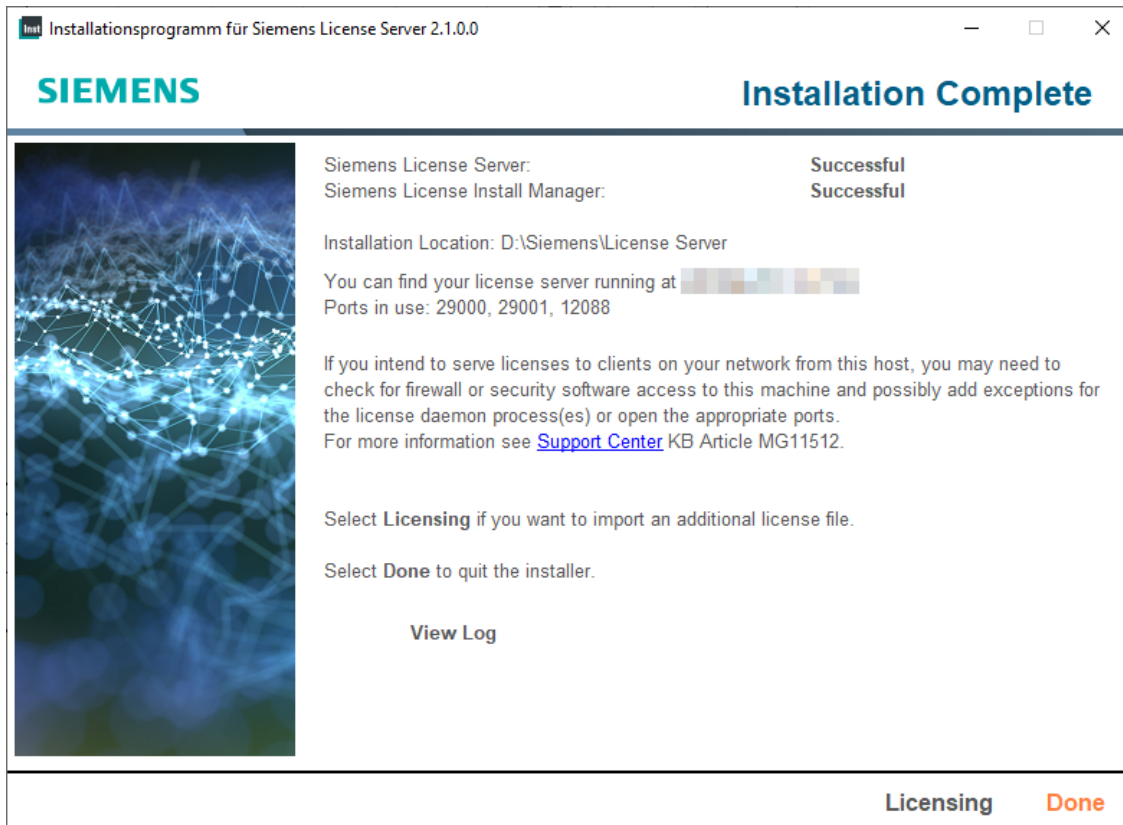 Inst Installationsprogramm für Siemens License Server 2.1.0.0
SIEMENS
Installation Complete
Siemens License Server: Successful
Siemens License Install Manager: Successful
Installation Location: D:\Siemens\License Server
You can find your license server running at
Ports in use: 29000, 29001, 12088
If you intend to serve licenses to clients on your network from this host, you may need to
check for firewall or security software access to this machine and possibly add exceptions for
the license daemon process(es) or open the appropriate ports.
For more information see Support Center KB Article MG11512.
Select Licensing if you want to import an additional license file.
Select Done to quit the installer.
View Log
Licensing Done